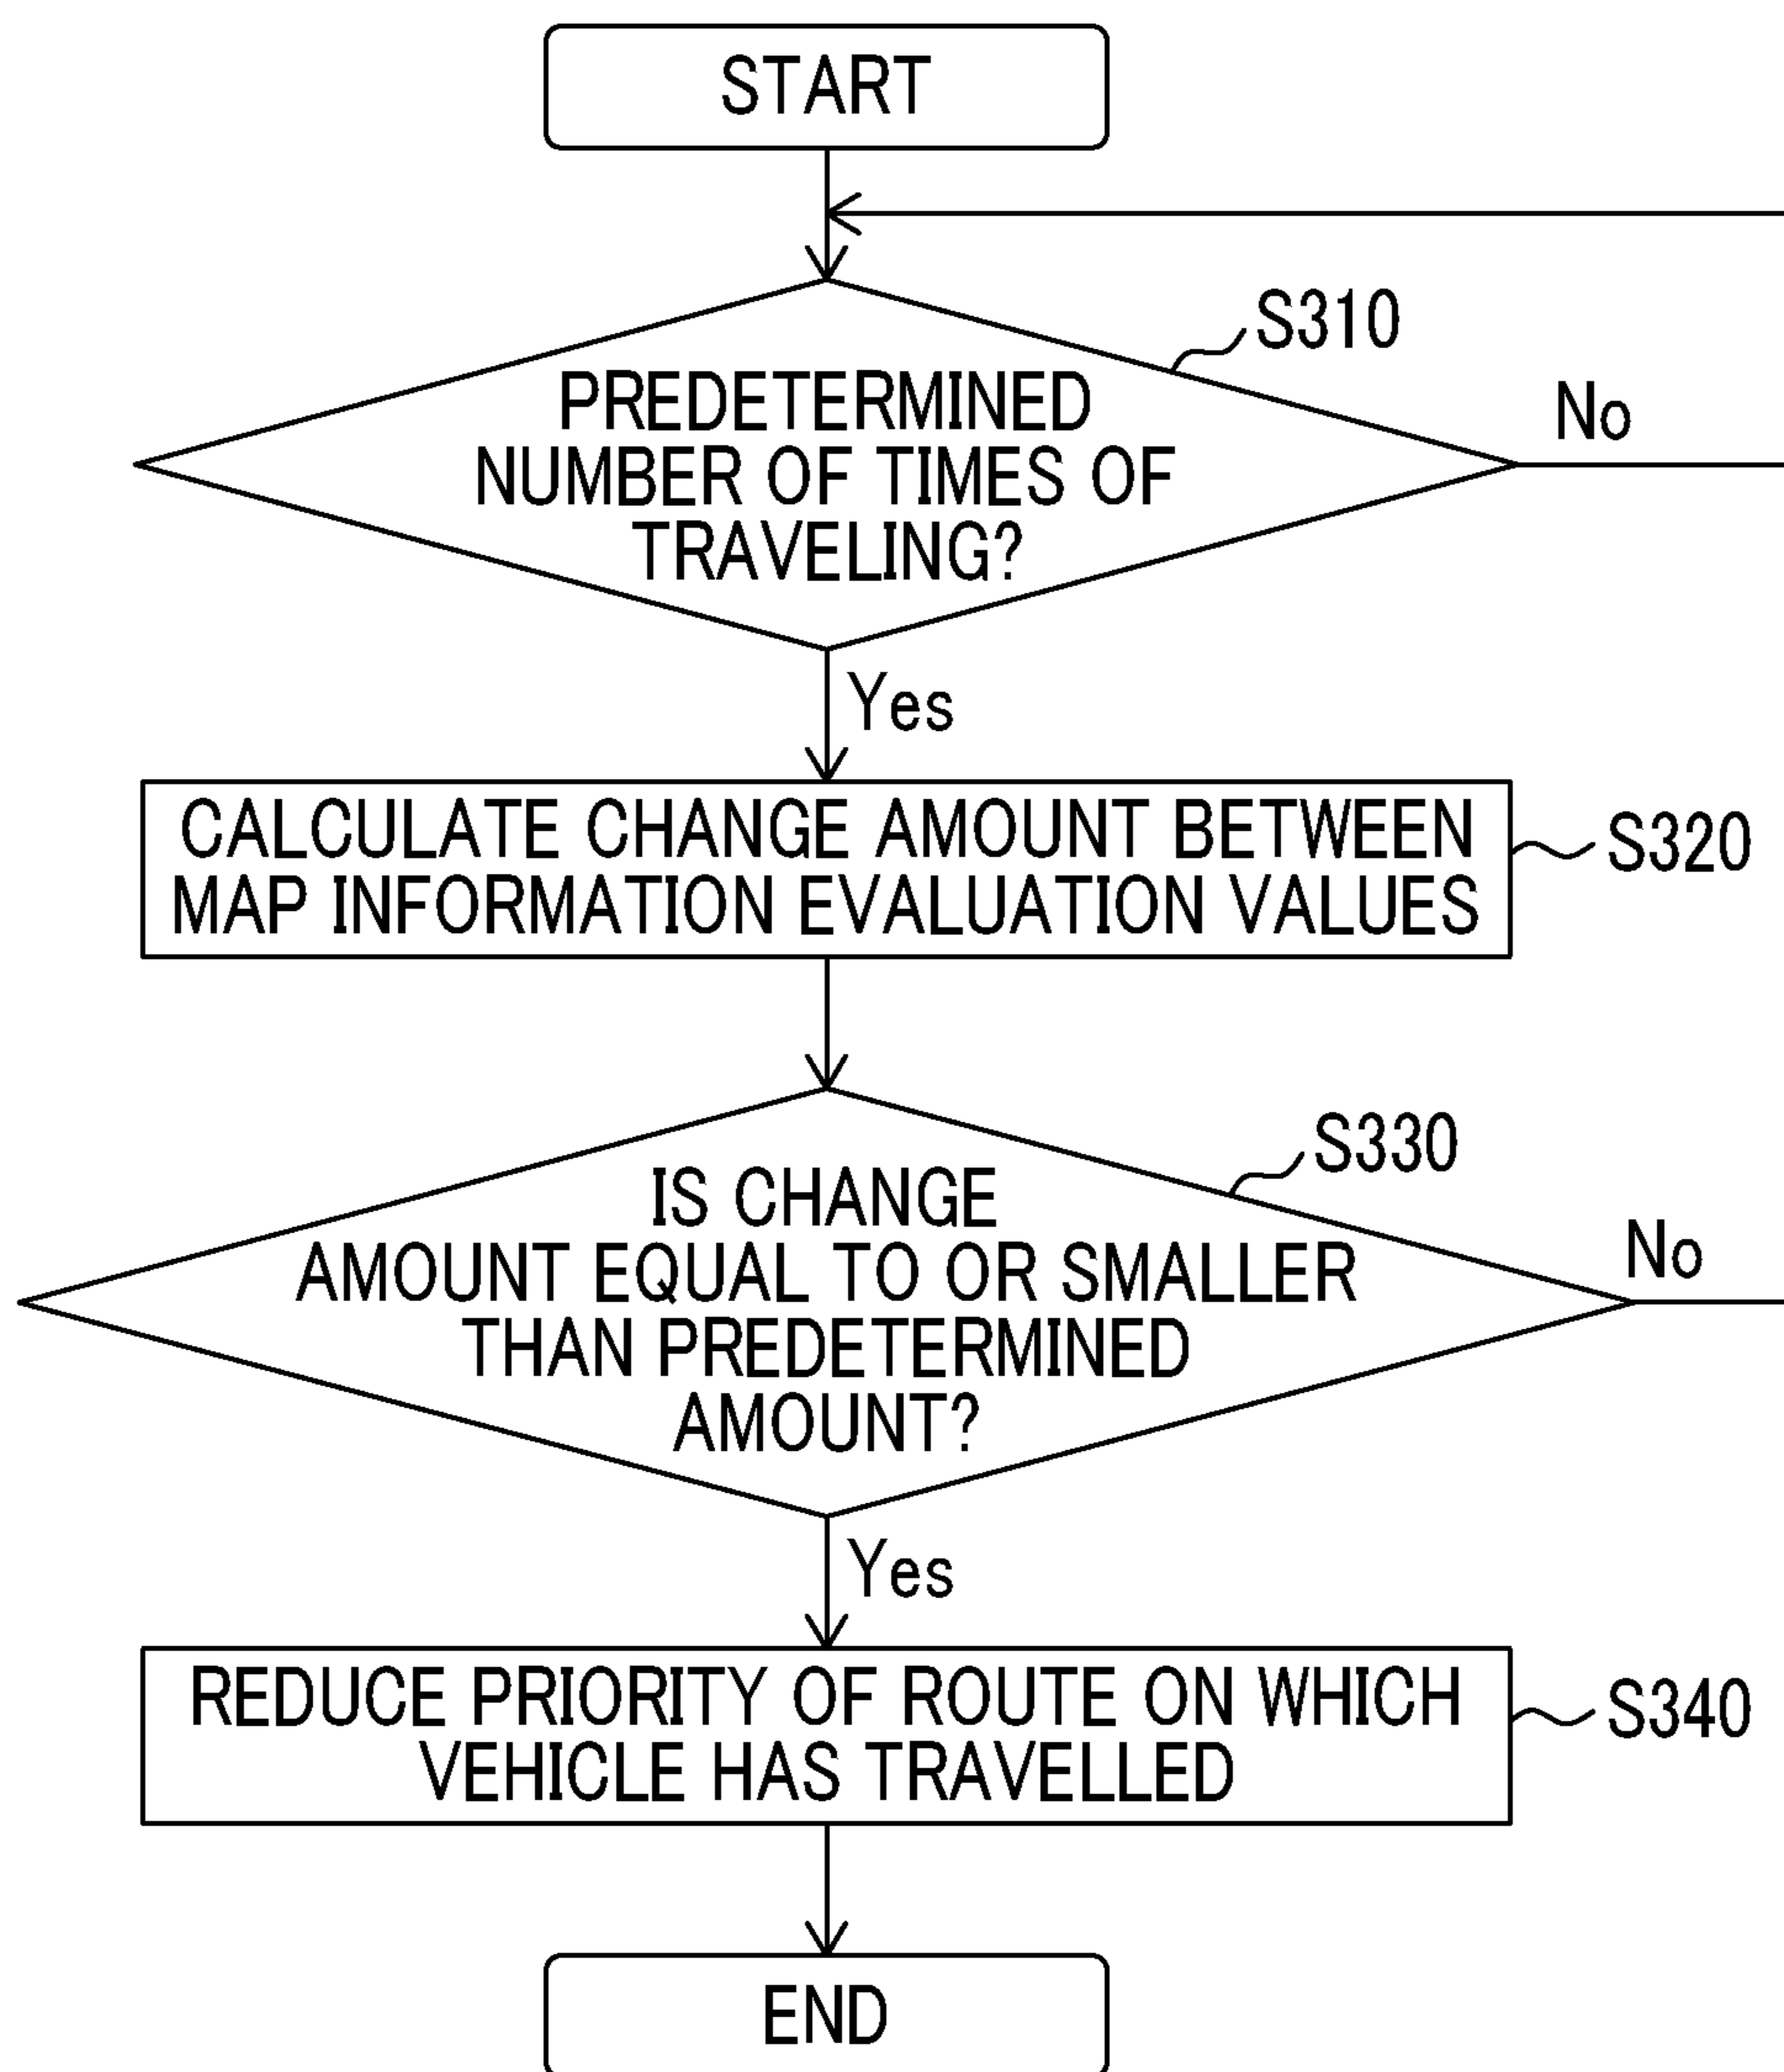 START
S310
PREDETERMINED
NUMBER OF TIMES OF
TRAVELING?
No
Yes
CALCULATE CHANGE AMOUNT BETWEEN
MAP INFORMATION EVALUATION VALUES
S320
S330
IS CHANGE
AMOUNT EQUAL TO OR SMALLER
THAN PREDETERMINED
AMOUNT?
No
Yes
REDUCE PRIORITY OF ROUTE ON WHICH
VEHICLE HAS TRAVELLED
S340
END